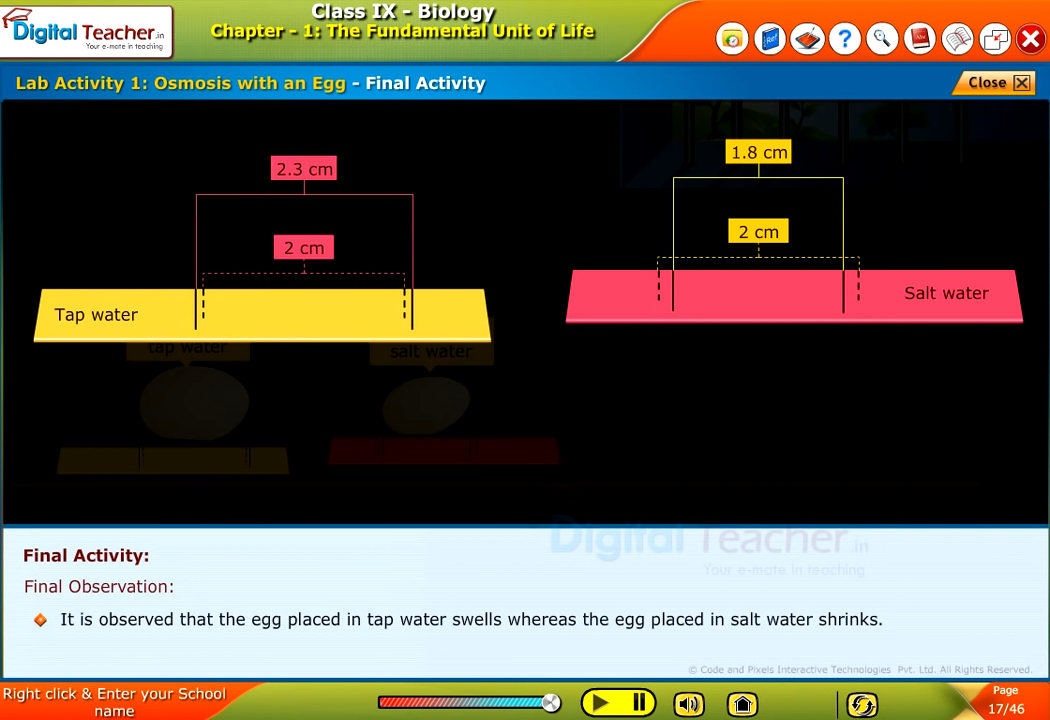 Class IX - Biology
Chapter - 1: The Fundamental Unit of Life
Digital Teacher.in
Your e-mate in teaching
Lab Activity 1: Osmosis with an Egg - Final Activity
Close
2.3 cm
2 cm
Tap water
1.8 cm
2 cm
Salt water
tap water
salt water
Digital Teacher.in
Your e-mate in teaching
Final Activity:
Final Observation:
It is observed that the egg placed in tap water swells whereas the egg placed in salt water shrinks.
© Code and Pixels Interactive Technologies Pvt. Ltd. All Rights Reserved.
Right click & Enter your School
name
Page
17/46